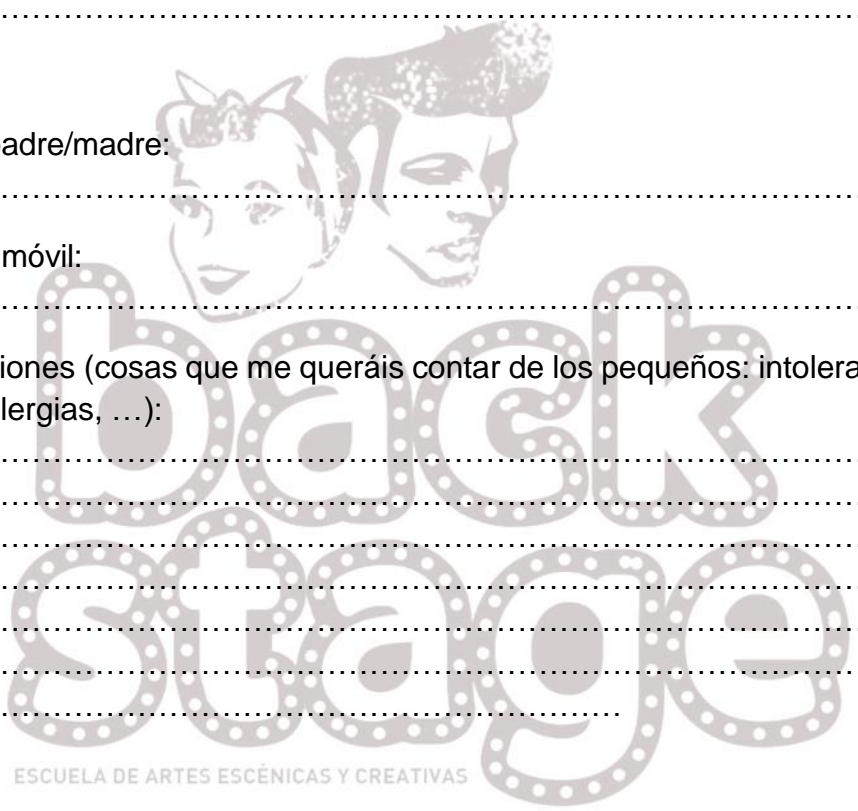 ………………………………………………………………………………
adre/madre:
………………………………………………………………………………
móvil:
………………………………………………………………………………
iones (cosas que me queráis contar de los pequeños: intolera
lergias, …):
………………………………………………………………………………
………………………………………………………………………………
………………………………………………………………………………
………………………………………………………………………………
………………………………………………………………………………
………………………………………………………………………………
………………………………………………………
back
stage
ESCUELA DE ARTES ESCÉNICAS Y CREATIVAS